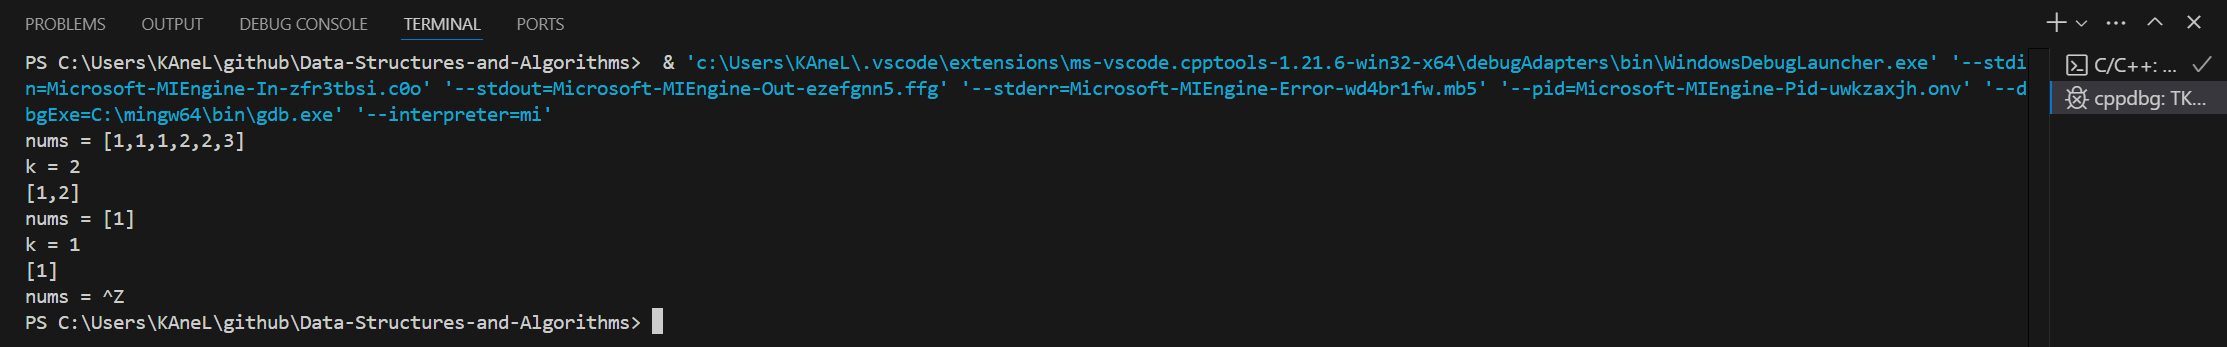 PROBLEMS OUTPUT DEBUG CONSOLE TERMINAL PORTS
PS C:\Users\KAneL\github\Data-Structures-and-Algorithms>  & 'c:\Users\KAneL\.vscode\extensions\ms-vscode.cpptools-1.21.6-win32-x64\debugAdapters\bin\WindowsDebugLauncher.exe' '--stdi
n=Microsoft-MIEngine-In-zfr3tbsi.c0o' '--stdout=Microsoft-MIEngine-Out-ezefgnn5.ffg' '--stderr=Microsoft-MIEngine-Error-wd4br1fw.mb5' '--pid=Microsoft-MIEngine-Pid-uwkzaxjh.onv' '--d
bgExe=C:\mingw64\bin\gdb.exe' '--interpreter=mi'
nums = [1,1,1,2,2,3]
k = 2
[1,2]
nums = [1]
k = 1
[1]
nums = ^Z
PS C:\Users\KAneL\github\Data-Structures-and-Algorithms>
C/C++: ...
cppdbg: TK...